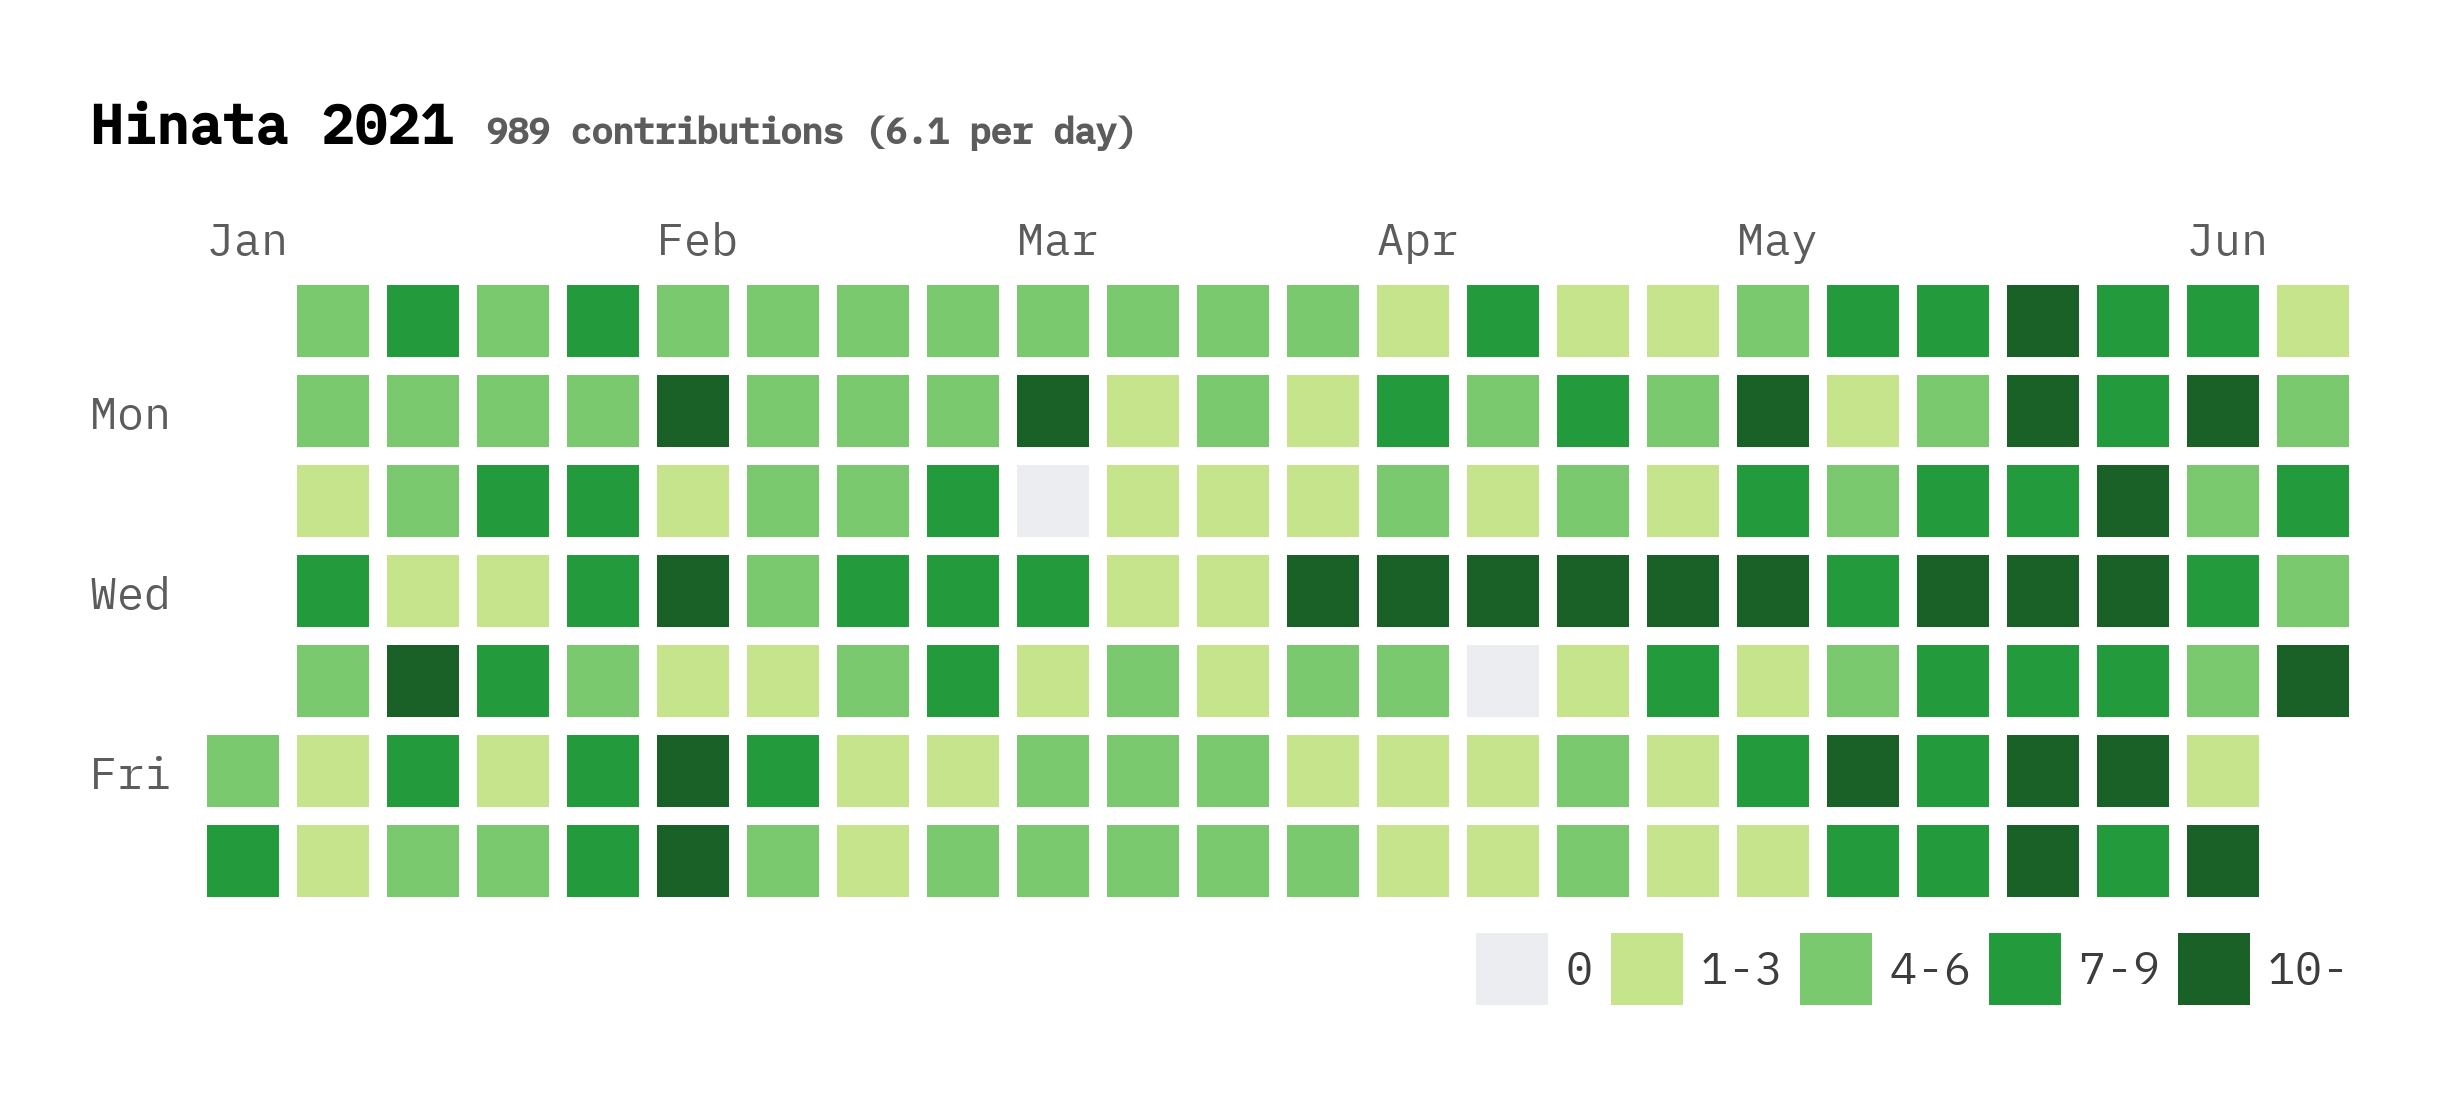 Hinata 2021 989 contributions (6.1 per day)
Jan Feb Mar Apr May Jun
Mon
Wed
Fri
0 1-3 4-6 7-9 10-